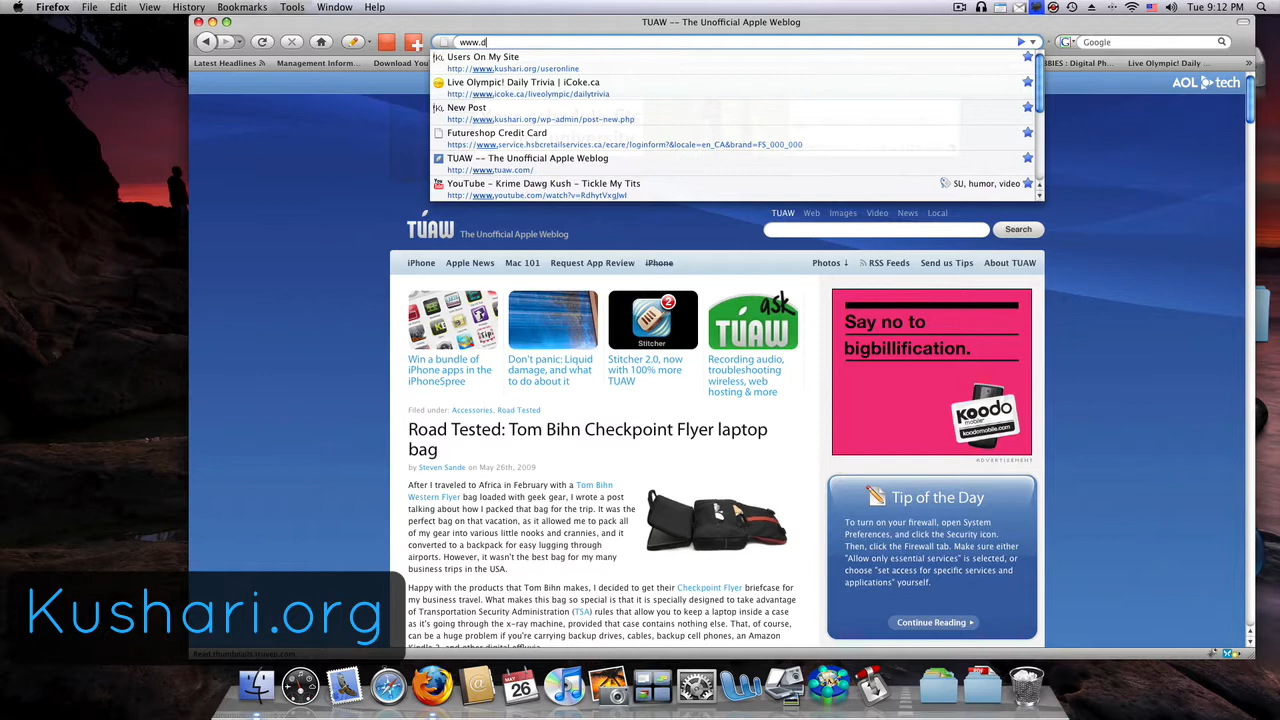 Firefox File Edit View History Bookmarks Tools Window Help Tue 9:12 PM
TUAW -- The Unofficial Apple Weblog
www.d
Google
Latest Headlines Management Inform... Download You
BBIES : Digital Ph... Live Olympic! Daily ...
Users On My Site
http://www.kushari.org/useronline
Live Olympic! Daily Trivia | iCoke.ca
http://www.icoke.ca/liveolympic/dailytrivia
New Post
http://www.kushari.org/wp-admin/post-new.php
Futureshop Credit Card
https://www.service.hsbcretailservices.ca/ecare/loginform?&locale=en_CA&brand=FS_000_000
TUAW -- The Unofficial Apple Weblog
http://www.tuaw.com/
YouTube - Krime Dawg Kush - Tickle My Tits SU, humor, video
http://www.youtube.com/watch?v=RdhytVxgJwI
AOL tech
TUAW Web Images Video News Local
TUAW The Unofficial Apple Weblog
Search
iPhone Apple News Mac 101 Request App Review iPhone
Photos ↓ RSS Feeds Send us Tips About TUAW
2
Stitcher
ask
TUAW
Win a bundle of
iPhone apps in the
iPhoneSpree
Don't panic: Liquid
damage, and what
to do about it
Stitcher 2.0, now
with 100% more
TUAW
Recording audio,
troubleshooting
wireless, web
hosting & more
Say no to
bigbillification.
koodo
mobile
koodomobile.com
ADVERTISEMENT
Filed under: Accessories, Road Tested
Road Tested: Tom Bihn Checkpoint Flyer laptop
bag
by Steven Sande on May 26th, 2009
After I traveled to Africa in February with a Tom Bihn
Western Flyer bag loaded with geek gear, I wrote a post
talking about how I packed that bag for the trip. It was the
perfect bag on that vacation, as it allowed me to pack all
of my gear into various little nooks and crannies, and it
converted to a backpack for easy lugging through
airports. However, it wasn't the best bag for my many
business trips in the USA.
Happy with the products that Tom Bihn makes, I decided to get their Checkpoint Flyer briefcase for
my business travel. What makes this bag so special is that it is specially designed to take advantage
of Transportation Security Administration (TSA) rules that allow you to keep a laptop inside a case
as it's going through the x-ray machine, provided that case contains nothing else. That, of course,
can be a huge problem if you're carrying backup drives, cables, backup cell phones, an Amazon
Tip of the Day
To turn on your firewall, open System
Preferences, and click the Security icon.
Then, click the Firewall tab. Make sure either
"Allow only essential services" is selected, or
choose "set access for specific services and
applications" yourself.
Continue Reading
Kushari.org
MAY
26